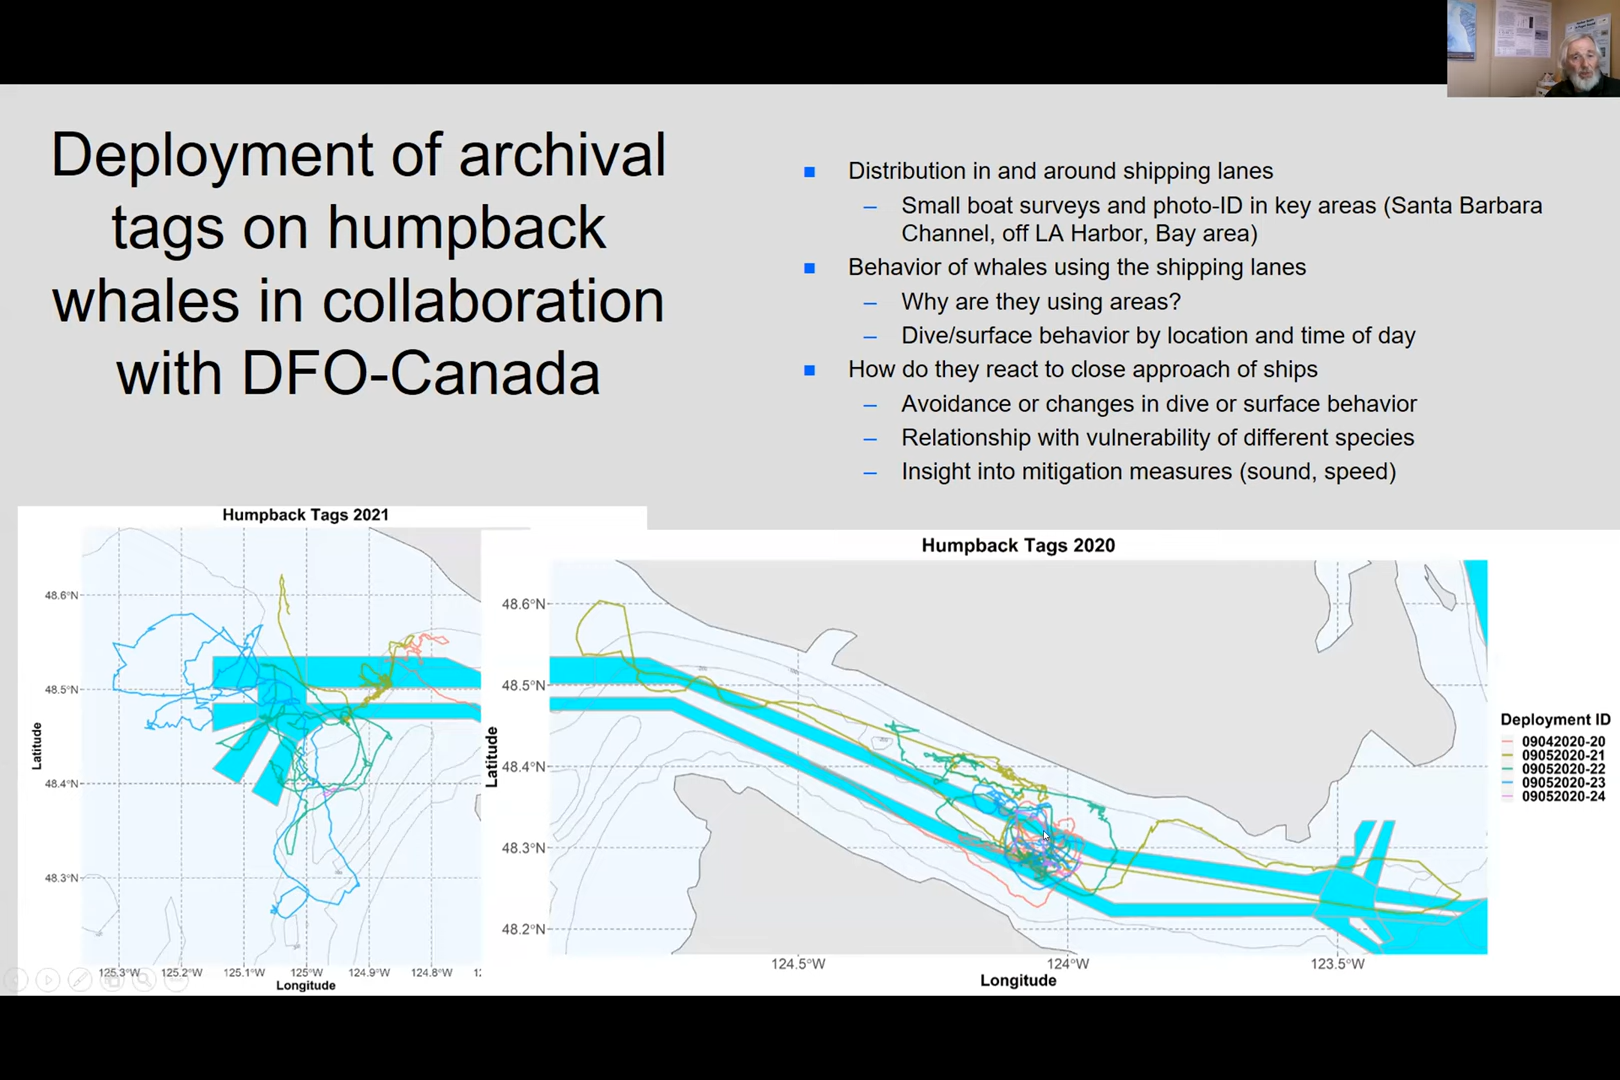 Deployment of archival
tags on humpback
whales in collaboration
with DFO-Canada
Distribution in and around shipping lanes
– Small boat surveys and photo-ID in key areas (Santa Barbara
Channel, off LA Harbor, Bay area)
Behavior of whales using the shipping lanes
– Why are they using areas?
– Dive/surface behavior by location and time of day
How do they react to close approach of ships
– Avoidance or changes in dive or surface behavior
– Relationship with vulnerability of different species
– Insight into mitigation measures (sound, speed)
Humpback Tags 2021
48.6°N
48.5°N
48.4°N
48.3°N
Latitude
125.3°W 125.2°W 125.1°W 125°W 124.9°W 124.8°W
Longitude
Humpback Tags 2020
48.6°N
48.5°N
48.4°N
48.3°N
48.2°N
Latitude
124.5°W 124°W 123.5°W
Longitude
Deployment ID
09042020-20
09052020-21
09052020-22
09052020-23
09052020-24